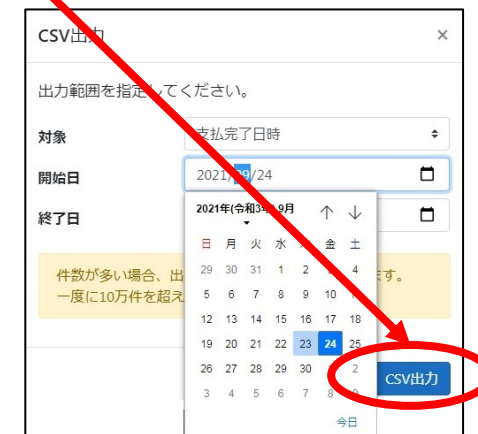 CSV出力 ×
出力範囲を指定してください。
対象 支払完了日時
開始日 2021/09/24
終了日
2021年(令和3年) 9月
日 月 火 水 金 土
29 30 31 1 2 4
5 6 7 8 9 10
12 13 14 15 16 17 18
19 20 21 22 23 24 25
26 27 28 29 30 2
3 4 5 6 7 8 9
今日
件数が多い場合、出 ます。
一度に10万件を超え
CSV出力